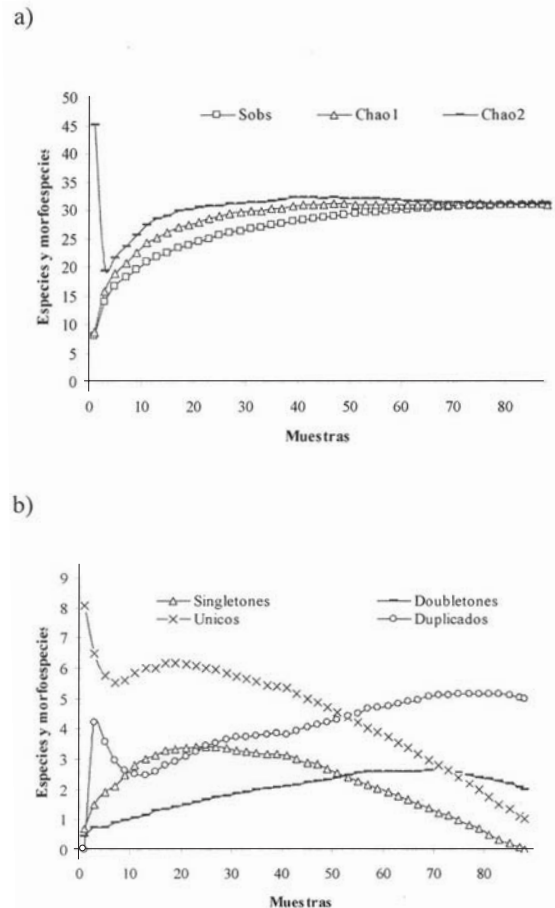 a)
50
45
40
35
30
25
20
15
10
5
0
Especies y morfoespecies
Sobs Chao1 Chao2
0 10 20 30 40 50 60 70 80
Muestras
b)
9
8
7
6
5
4
3
2
1
0
Especies y morfoespecies
Singletones Doubletones
Unicos Duplicados
0 10 20 30 40 50 60 70 80
Muestras